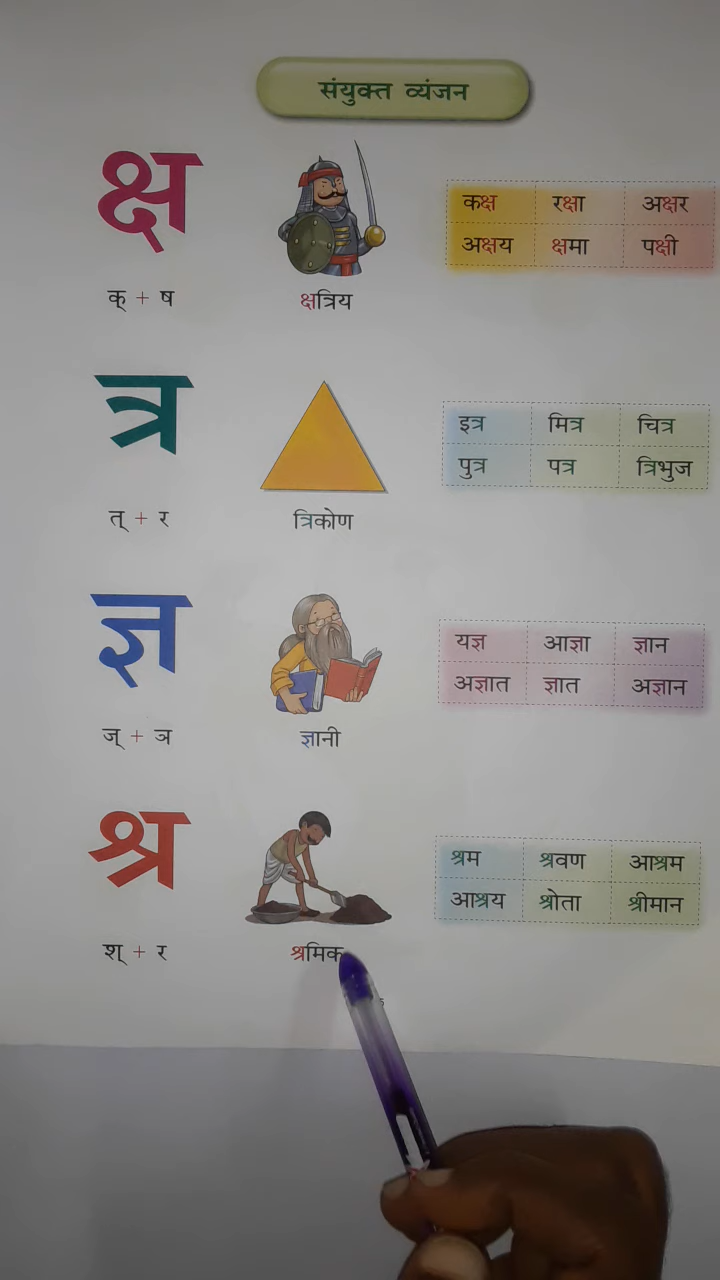 संयुक्त व्यंजन
क्ष
क् + ष
क्षत्रिय
कक्ष रक्षा अक्षर
अक्षय क्षमा पक्षी
त्र
त् + र
त्रिकोण
इत्र मित्र चित्र
पुत्र पत्र त्रिभुज
ज्ञ
ज् + ञ
ज्ञानी
यज्ञ आज्ञा ज्ञान
अज्ञात ज्ञात अज्ञान
श्र
श् + र
श्रमिक
श्रम श्रवण आश्रम
आश्रय श्रोता श्रीमान